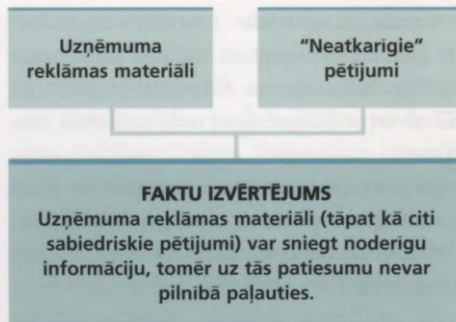 Uzņēmuma
reklāmas materiāli
“Neatkarīgie”
pētījumi
FAKTU IZVĒRTĒJUMS
Uzņēmuma reklāmas materiāli (tāpat kā citi
sabiedriskie pētījumi) var sniegt noderīgu
informāciju, tomēr uz tās patiesumu nevar
pilnībā paļauties.